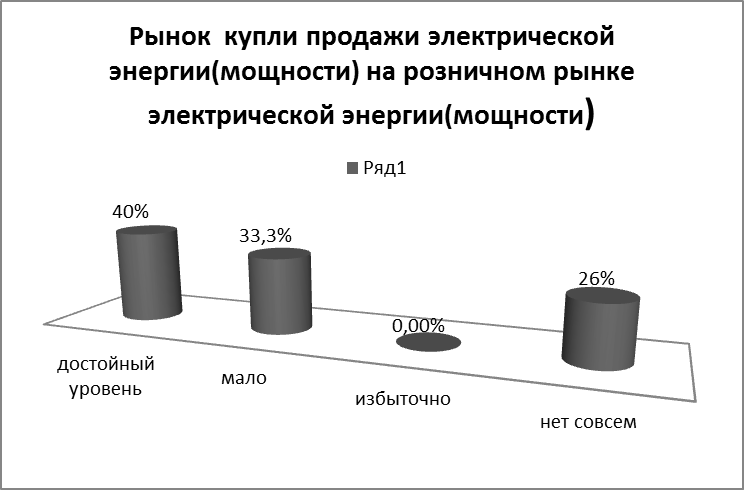 Рынок купли продажи электрической
энергии(мощности) на розничном рынке
электрической энергии(мощности)
Ряд1
40%
33,3%
0,00%
26%
достойный
уровень
мало
избыточно
нет совсем